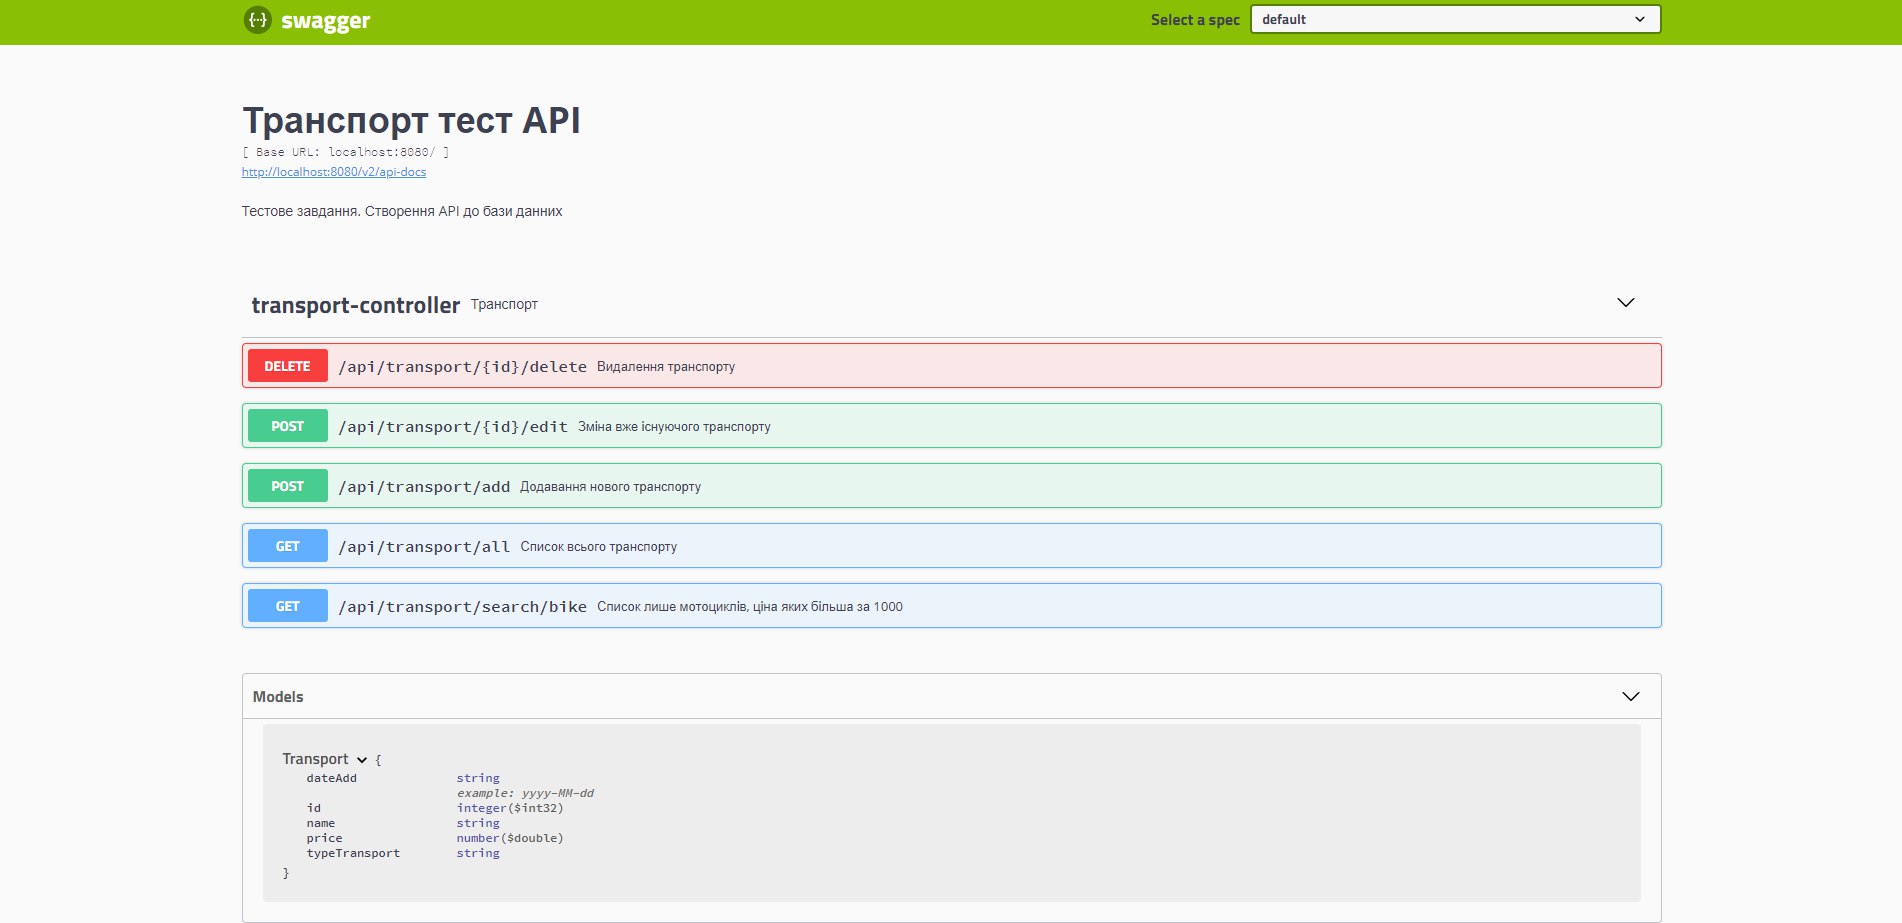 swagger
Select a spec default
Транспорт тест API
[ Base URL: localhost:8080/ ]
http://localhost:8080/v2/api-docs
Тестове завдання. Створення API до бази данних
transport-controller Транспорт
DELETE /api/transport/{id}/delete Видалення транспорту
POST /api/transport/{id}/edit Зміна вже існуючого транспорту
POST /api/transport/add Додавання нового транспорту
GET /api/transport/all Список всього транспорту
GET /api/transport/search/bike Список лише мотоциклів, ціна яких більша за 1000
Models
Transport {
dateAdd string
example: yyyy-MM-dd
id integer($int32)
name string
price number($double)
typeTransport string
}